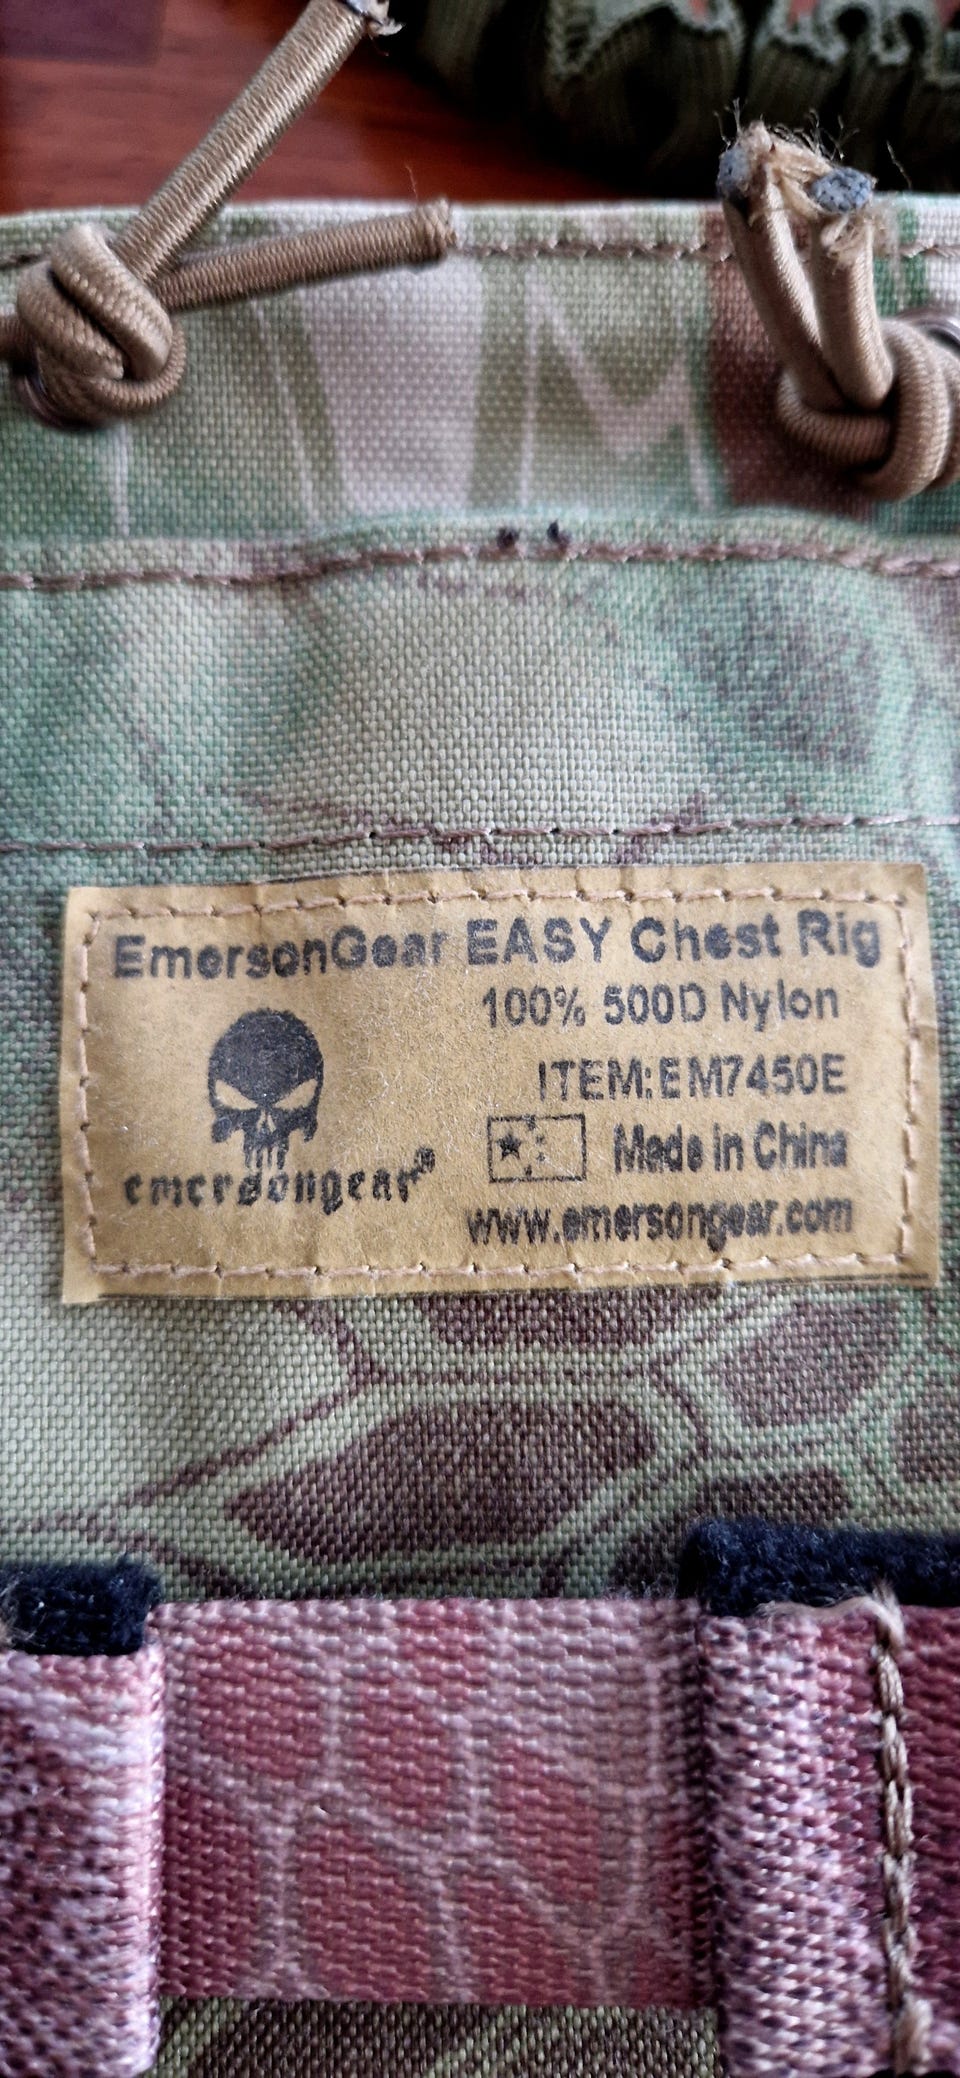 EmersonGear EASY Chest Rig
100% 500D Nylon
ITEM:EM7450E
Made in China
emersongear®
www.emersongear.com